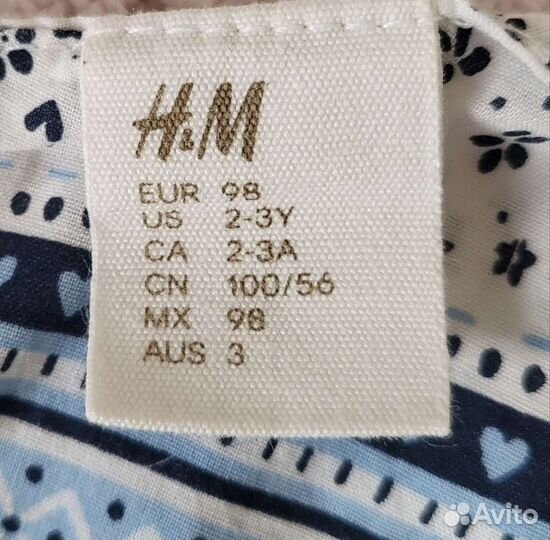 H&M
EUR 98
US 2-3Y
CA 2-3A
CN 100/56
MX 98
AUS 3
Avito